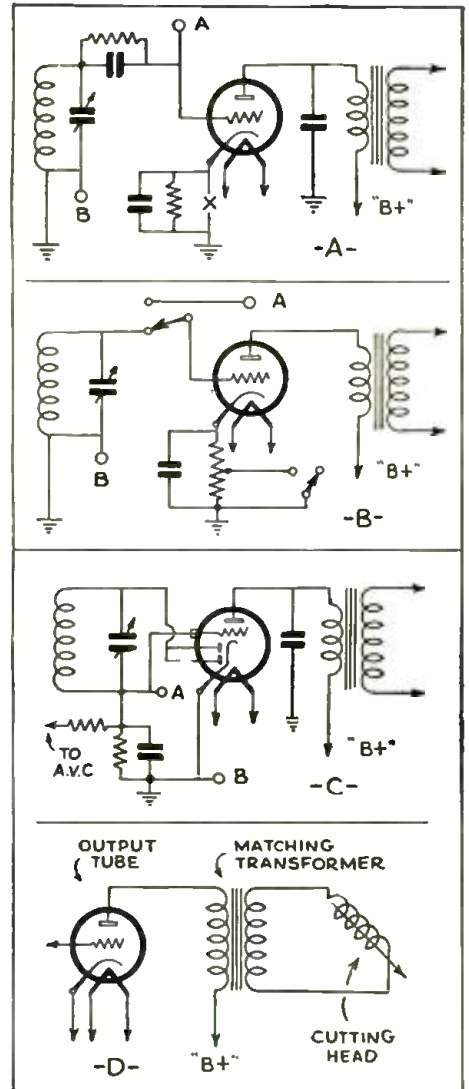 A
B
X
"B+"
-A-
A
B
"B+"
-B-
A
TO
A.V.C
B
"B+"
-C-
OUTPUT
TUBE
MATCHING
TRANSFORMER
CUTTING
HEAD
"B+"
-D-